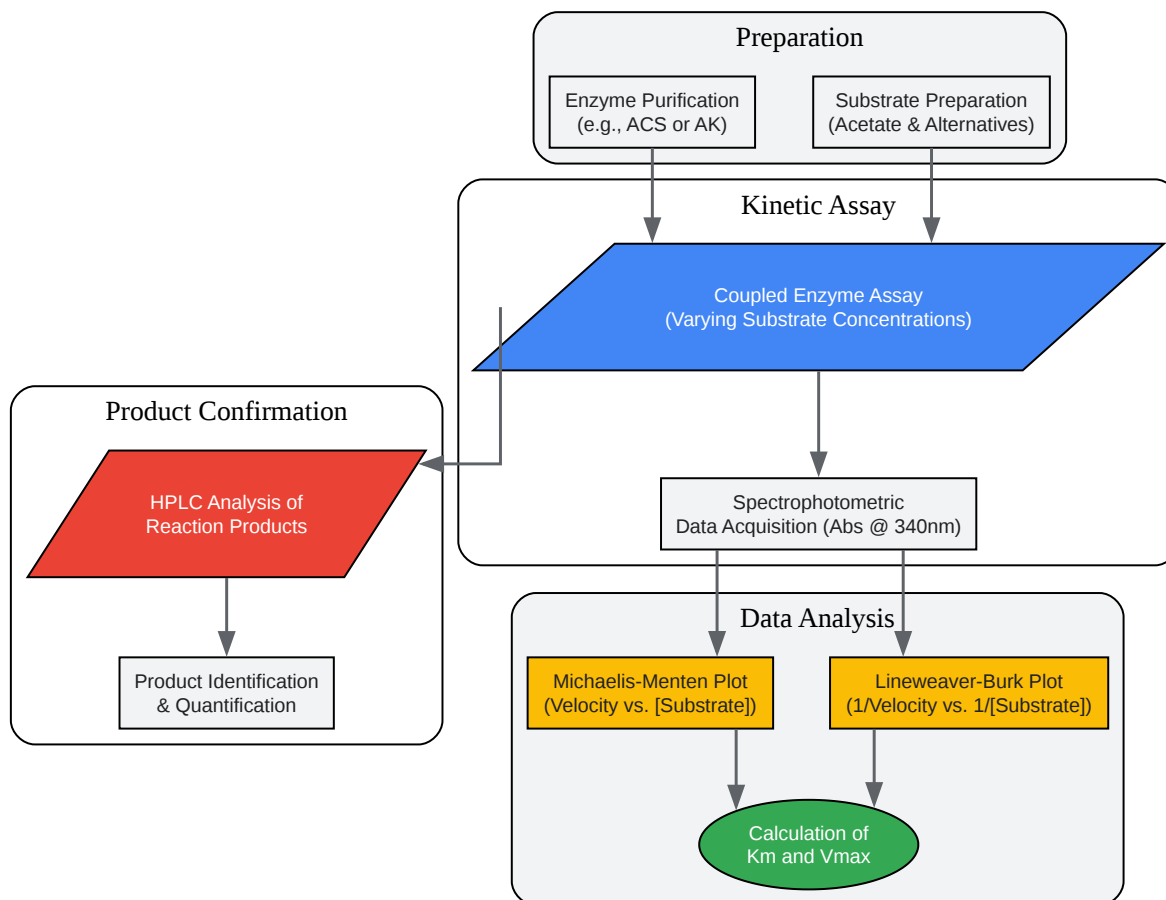 Preparation
Enzyme Purification
(e.g., ACS or AK)
Substrate Preparation
(Acetate & Alternatives)
Kinetic Assay
Coupled Enzyme Assay
(Varying Substrate Concentrations)
Product Confirmation
HPLC Analysis of
Reaction Products
Spectrophotometric
Data Acquisition (Abs @ 340nm)
Product Identification
& Quantification
Data Analysis
Michaelis-Menten Plot
(Velocity vs. [Substrate])
Lineweaver-Burk Plot
(1/Velocity vs. 1/[Substrate])
Calculation of
Km and Vmax